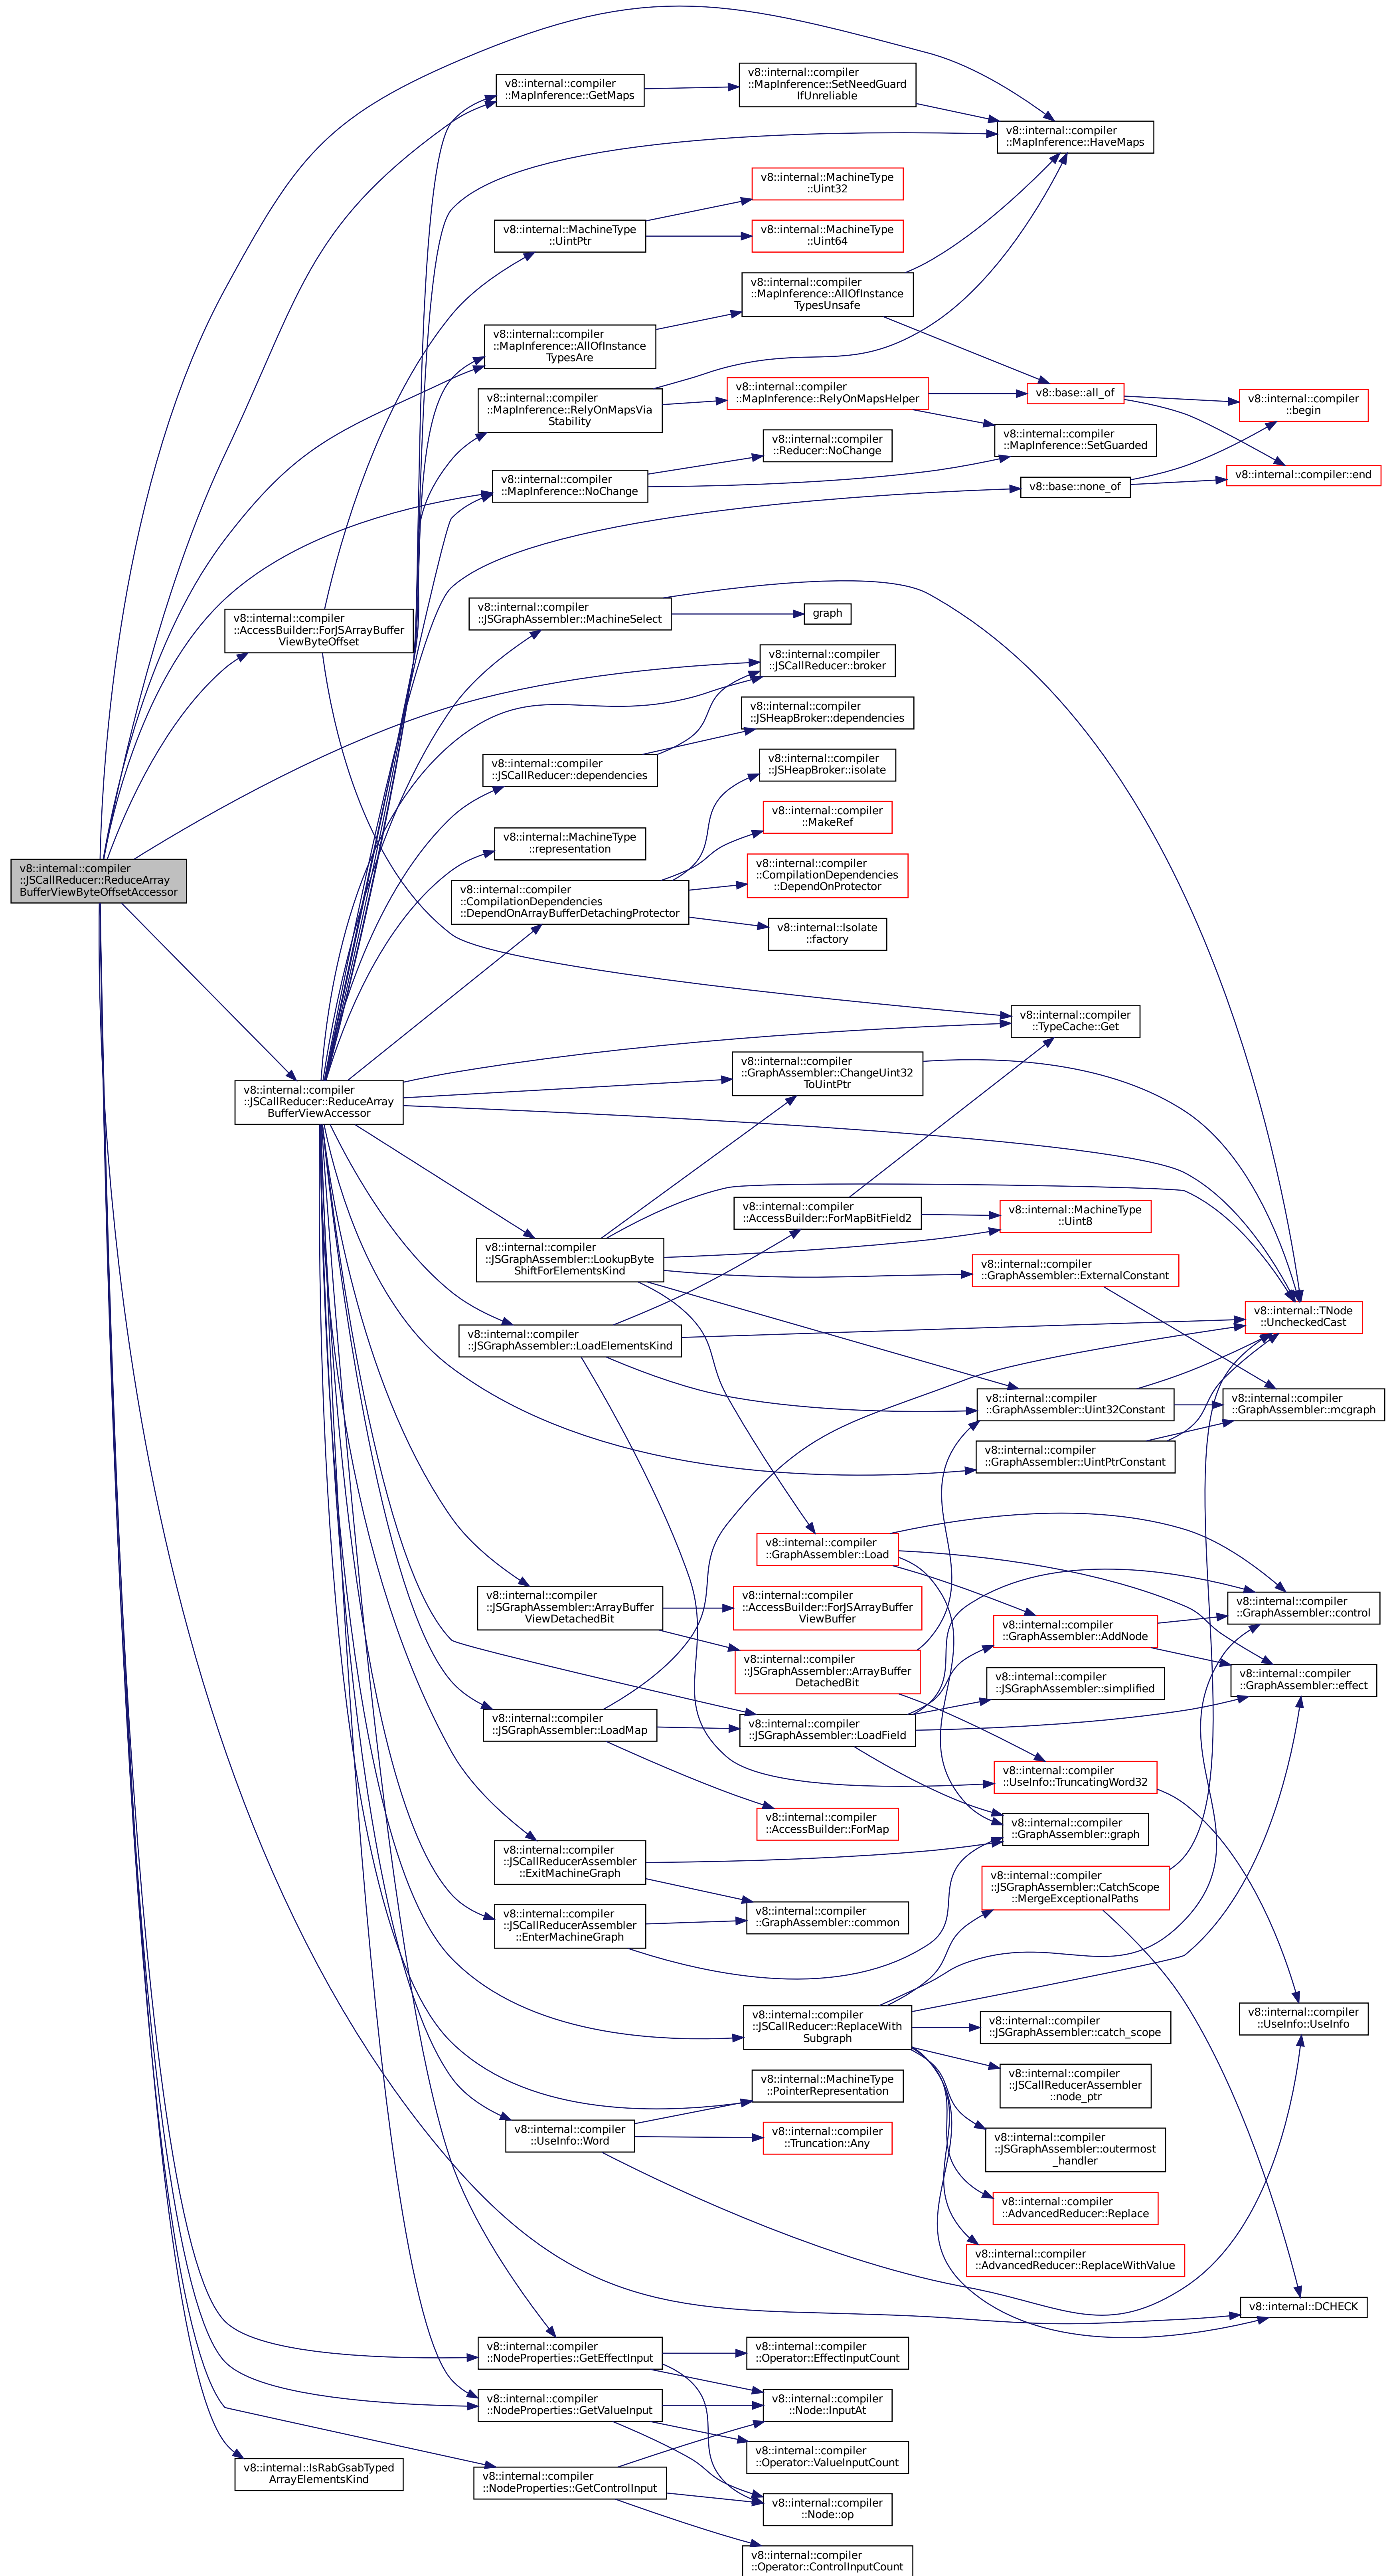 v8::internal::compiler
::JSCallReducer::ReduceArray
BufferViewByteOffsetAccessor
v8::internal::compiler
::AccessBuilder::ForJSArrayBuffer
ViewByteOffset
v8::internal::compiler
::JSCallReducer::ReduceArray
BufferViewAccessor
v8::internal::IsRabGsabTyped
ArrayElementsKind
v8::internal::compiler
::MapInference::GetMaps
v8::internal::MachineType
::UintPtr
v8::internal::compiler
::MapInference::AllOfInstance
TypesAre
v8::internal::compiler
::MapInference::RelyOnMapsVia
Stability
v8::internal::compiler
::MapInference::NoChange
v8::internal::compiler
::JSGraphAssembler::MachineSelect
v8::internal::compiler
::JSCallReducer::dependencies
v8::internal::MachineType
::representation
v8::internal::compiler
::CompilationDependencies
::DependOnArrayBufferDetachingProtector
v8::internal::compiler
::JSGraphAssembler::LookupByte
ShiftForElementsKind
v8::internal::compiler
::JSGraphAssembler::LoadElementsKind
v8::internal::compiler
::JSGraphAssembler::ArrayBuffer
ViewDetachedBit
v8::internal::compiler
::JSGraphAssembler::LoadMap
v8::internal::compiler
::JSCallReducerAssembler
::ExitMachineGraph
v8::internal::compiler
::JSCallReducerAssembler
::EnterMachineGraph
v8::internal::compiler
::UseInfo::Word
v8::internal::compiler
::NodeProperties::GetEffectInput
v8::internal::compiler
::NodeProperties::GetValueInput
v8::internal::compiler
::NodeProperties::GetControlInput
v8::internal::compiler
::MapInference::SetNeedGuard
IfUnreliable
v8::internal::MachineType
::Uint32
v8::internal::MachineType
::Uint64
v8::internal::compiler
::MapInference::AllOfInstance
TypesUnsafe
v8::internal::compiler
::MapInference::RelyOnMapsHelper
v8::internal::compiler
::Reducer::NoChange
graph
v8::internal::compiler
::JSCallReducer::broker
v8::internal::compiler
::JSHeapBroker::dependencies
v8::internal::compiler
::JSHeapBroker::isolate
v8::internal::compiler
::MakeRef
v8::internal::compiler
::CompilationDependencies
::DependOnProtector
v8::internal::Isolate
::factory
v8::internal::compiler
::GraphAssembler::ChangeUint32
ToUintPtr
v8::internal::compiler
::AccessBuilder::ForMapBitField2
v8::internal::compiler
::GraphAssembler::Load
v8::internal::compiler
::AccessBuilder::ForJSArrayBuffer
ViewBuffer
v8::internal::compiler
::JSGraphAssembler::ArrayBuffer
DetachedBit
v8::internal::compiler
::JSGraphAssembler::LoadField
v8::internal::compiler
::AccessBuilder::ForMap
v8::internal::compiler
::GraphAssembler::common
v8::internal::compiler
::JSCallReducer::ReplaceWith
Subgraph
v8::internal::MachineType
::PointerRepresentation
v8::internal::compiler
::Truncation::Any
v8::internal::compiler
::Operator::EffectInputCount
v8::internal::compiler
::Node::InputAt
v8::internal::compiler
::Operator::ValueInputCount
v8::internal::compiler
::Node::op
v8::internal::compiler
::Operator::ControlInputCount
v8::internal::compiler
::MapInference::HaveMaps
v8::base::all_of
v8::internal::compiler
::MapInference::SetGuarded
v8::base::none_of
v8::internal::compiler
::TypeCache::Get
v8::internal::MachineType
::Uint8
v8::internal::compiler
::GraphAssembler::ExternalConstant
v8::internal::compiler
::GraphAssembler::Uint32Constant
v8::internal::compiler
::GraphAssembler::UintPtrConstant
v8::internal::compiler
::GraphAssembler::AddNode
v8::internal::compiler
::JSGraphAssembler::simplified
v8::internal::compiler
::UseInfo::TruncatingWord32
v8::internal::compiler
::GraphAssembler::graph
v8::internal::compiler
::JSGraphAssembler::CatchScope
::MergeExceptionalPaths
v8::internal::compiler
::JSGraphAssembler::catch_scope
v8::internal::compiler
::JSCallReducerAssembler
::node_ptr
v8::internal::compiler
::JSGraphAssembler::outermost
_handler
v8::internal::compiler
::AdvancedReducer::Replace
v8::internal::compiler
::AdvancedReducer::ReplaceWithValue
v8::internal::compiler
::begin
v8::internal::compiler::end
v8::internal::TNode
::UncheckedCast
v8::internal::compiler
::GraphAssembler::mcgraph
v8::internal::compiler
::GraphAssembler::control
v8::internal::compiler
::GraphAssembler::effect
v8::internal::compiler
::UseInfo::UseInfo
v8::internal::DCHECK